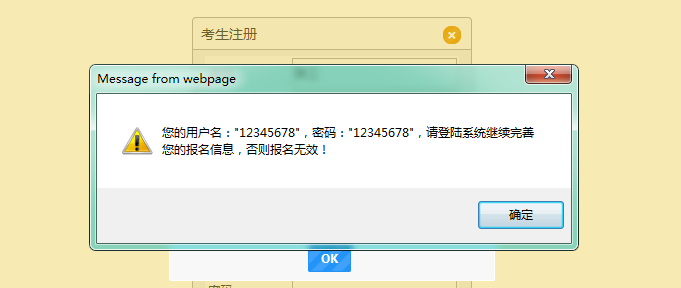 考生注册
Message from webpage
您的用户名："12345678"，密码："12345678"，请登陆系统继续完善
您的报名信息，否则报名无效！
确定
OK